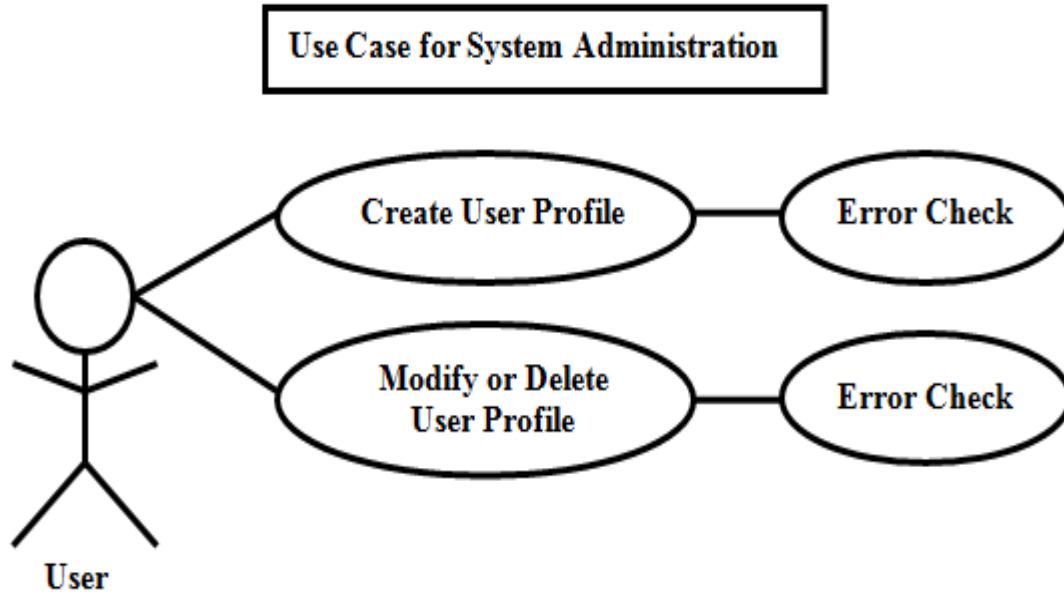 Use Case for System Administration
Create User Profile
Error Check
Modify or Delete
User Profile
Error Check
User